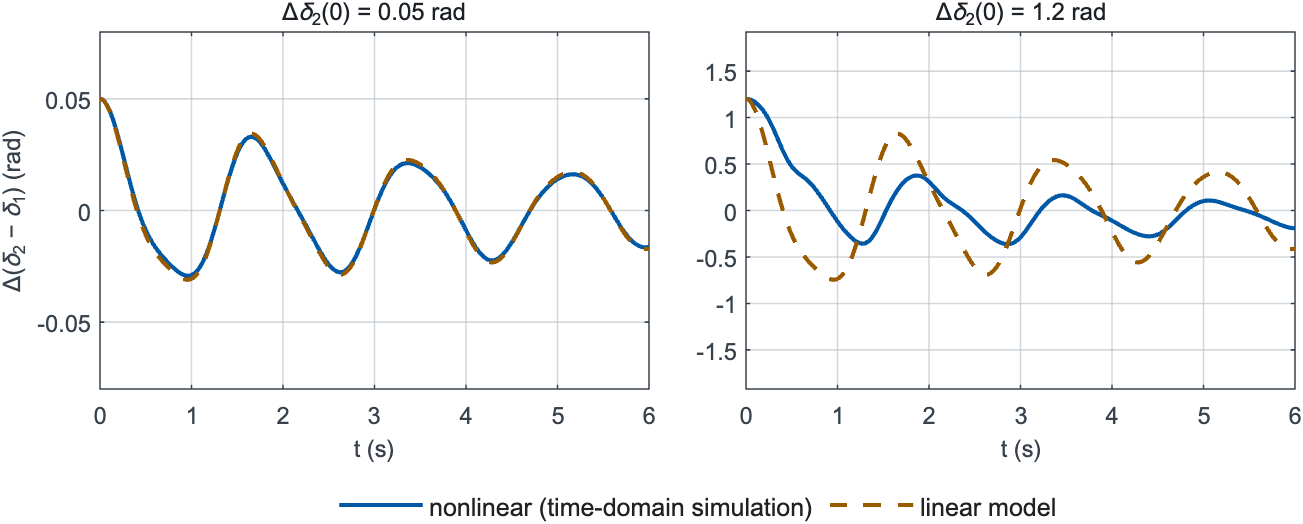 Δδ₂(0) = 0.05 rad
Δ(δ₂ − δ₁) (rad)
0.05
0
-0.05
0 1 2 3 4 5 6
t (s)
Δδ₂(0) = 1.2 rad
1.5
1
0.5
0
-0.5
-1
-1.5
0 1 2 3 4 5 6
t (s)
nonlinear (time-domain simulation) linear model